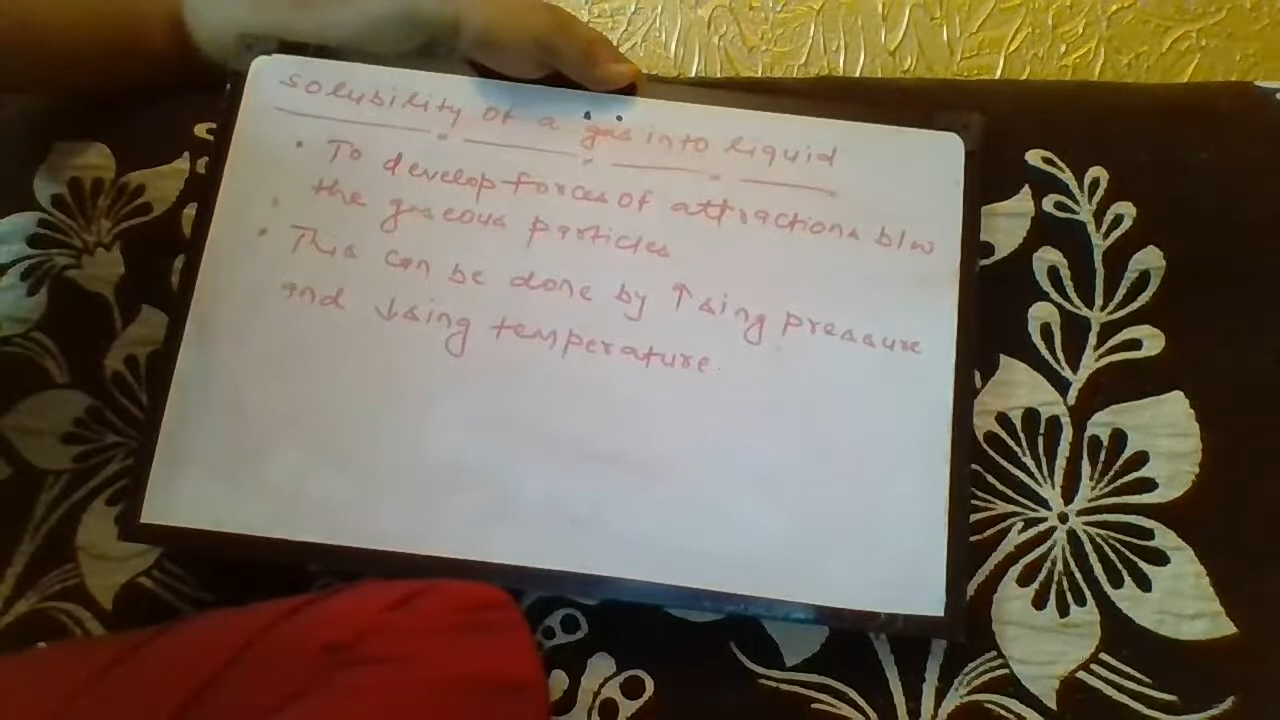 Solubility of a gas into liquid
• To develop forces of attractions b/w
the gaseous particles
• This can be done by ↑sing pressure
and ↓sing temperature.